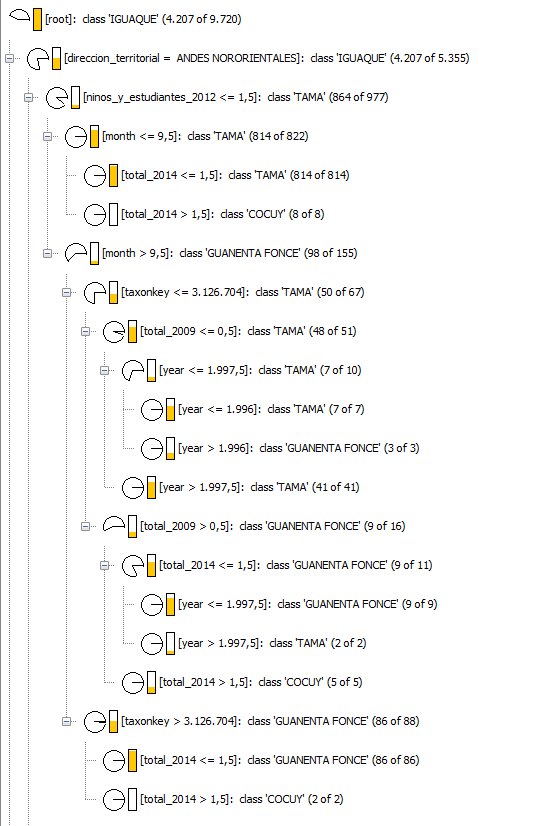 [root]: class 'IGUAQUE' (4.207 of 9.720)
[direccion_territorial = ANDES NORORIENTALES]: class 'IGUAQUE' (4.207 of 5.355)
[ninos_y_estudiantes_2012 <= 1,5]: class 'TAMA' (864 of 977)
[month <= 9,5]: class 'TAMA' (814 of 822)
[total_2014 <= 1,5]: class 'TAMA' (814 of 814)
[total_2014 > 1,5]: class 'COCUY' (8 of 8)
[month > 9,5]: class 'GUANENTA FONCE' (98 of 155)
[taxonkey <= 3.126.704]: class 'TAMA' (50 of 67)
[total_2009 <= 0,5]: class 'TAMA' (48 of 51)
[year <= 1.997,5]: class 'TAMA' (7 of 10)
[year <= 1.996]: class 'TAMA' (7 of 7)
[year > 1.996]: class 'GUANENTA FONCE' (3 of 3)
[year > 1.997,5]: class 'TAMA' (41 of 41)
[total_2009 > 0,5]: class 'GUANENTA FONCE' (9 of 16)
[total_2014 <= 1,5]: class 'GUANENTA FONCE' (9 of 11)
[year <= 1.997,5]: class 'GUANENTA FONCE' (9 of 9)
[year > 1.997,5]: class 'TAMA' (2 of 2)
[total_2014 > 1,5]: class 'COCUY' (5 of 5)
[taxonkey > 3.126.704]: class 'GUANENTA FONCE' (86 of 88)
[total_2014 <= 1,5]: class 'GUANENTA FONCE' (86 of 86)
[total_2014 > 1,5]: class 'COCUY' (2 of 2)